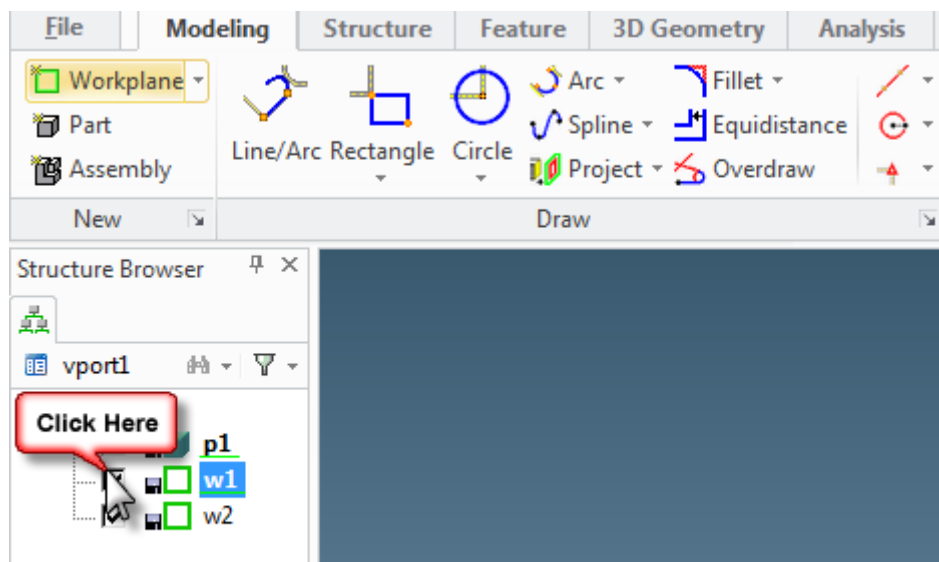 File Modeling Structure Feature 3D Geometry Analysis
Workplane
Part
Assembly
New
Line/Arc Rectangle Circle
Arc Fillet
Spline Equidistance
Project Overdraw
Draw
Structure Browser
vport1
Click Here
p1
w1
w2